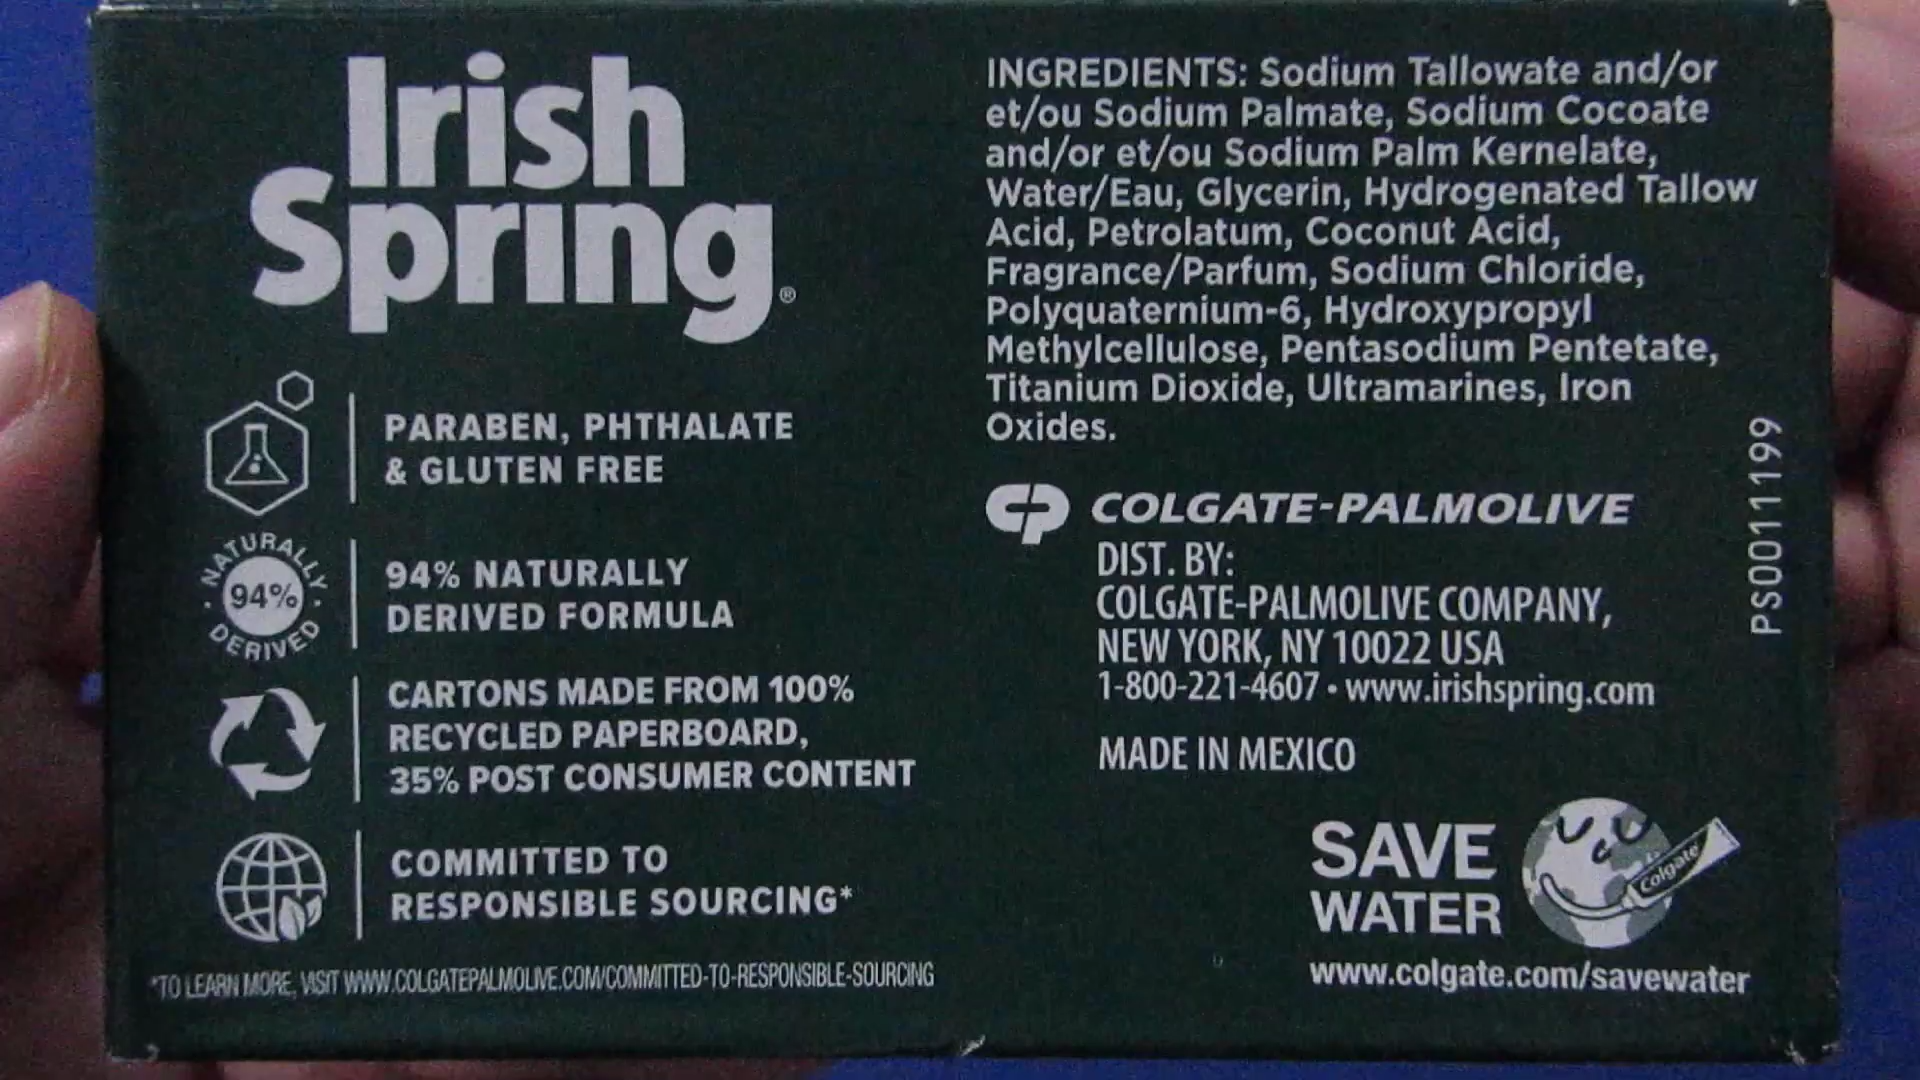 Irish
Spring®
PARABEN, PHTHALATE
& GLUTEN FREE
NATURALLY
94%
DERIVED
94% NATURALLY
DERIVED FORMULA
CARTONS MADE FROM 100%
RECYCLED PAPERBOARD,
35% POST CONSUMER CONTENT
COMMITTED TO
RESPONSIBLE SOURCING*
*TO LEARN MORE, VISIT WWW.COLGATEPALMOLIVE.COM/COMMITTED-TO-RESPONSIBLE-SOURCING
INGREDIENTS: Sodium Tallowate and/or
et/ou Sodium Palmate, Sodium Cocoate
and/or et/ou Sodium Palm Kernelate,
Water/Eau, Glycerin, Hydrogenated Tallow
Acid, Petrolatum, Coconut Acid,
Fragrance/Parfum, Sodium Chloride,
Polyquaternium-6, Hydroxypropyl
Methylcellulose, Pentasodium Pentetate,
Titanium Dioxide, Ultramarines, Iron
Oxides.
CP COLGATE-PALMOLIVE
DIST. BY:
COLGATE-PALMOLIVE COMPANY,
NEW YORK, NY 10022 USA
1-800-221-4607 • www.irishspring.com
MADE IN MEXICO
PS0011199
SAVE
WATER
Colgate
www.colgate.com/savewater